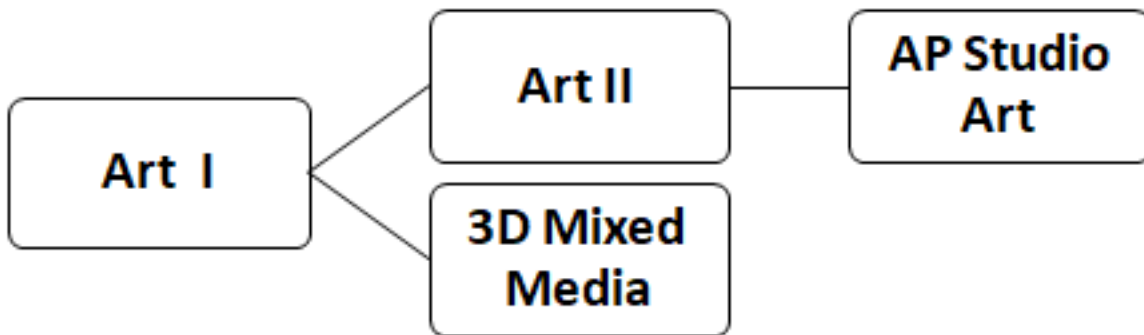 Art I
Art II
AP Studio
Art
3D Mixed
Media